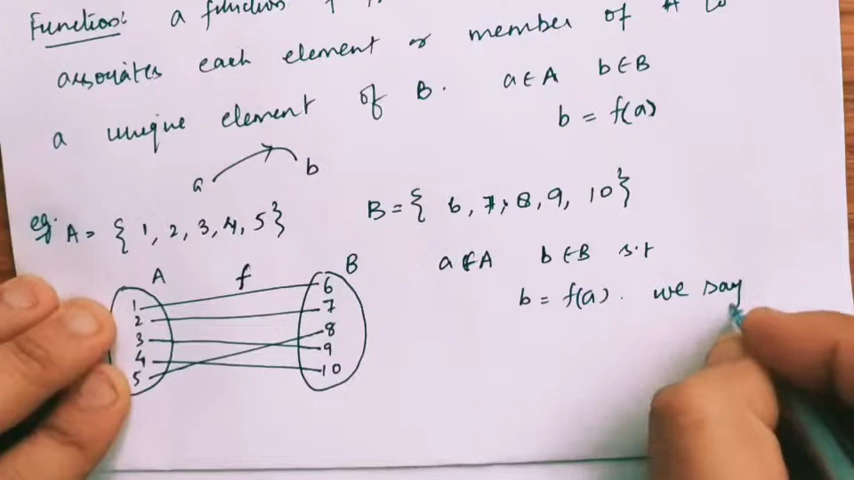 Function: a function f
associates each element or member of A to
a unique element of B. a ∈ A b ∈ B
b = f(a)
a b
eg: A = { 1, 2, 3, 4, 5 } B = { 6, 7, 8, 9, 10 }
A f B
a ∈ A b ∈ B s.t
b = f(a). we say
1 6
2 7
3 8
4 9
5 10